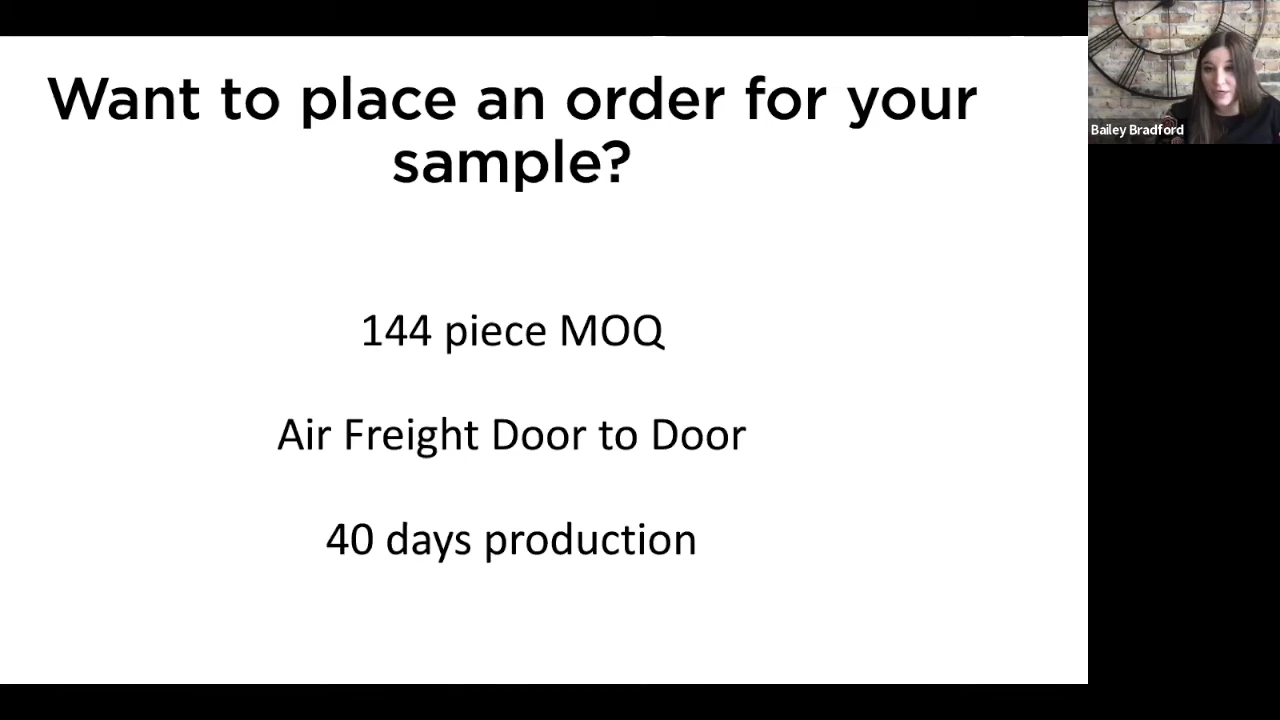 Want to place an order for your
sample?
144 piece MOQ
Air Freight Door to Door
40 days production
Bailey Bradford